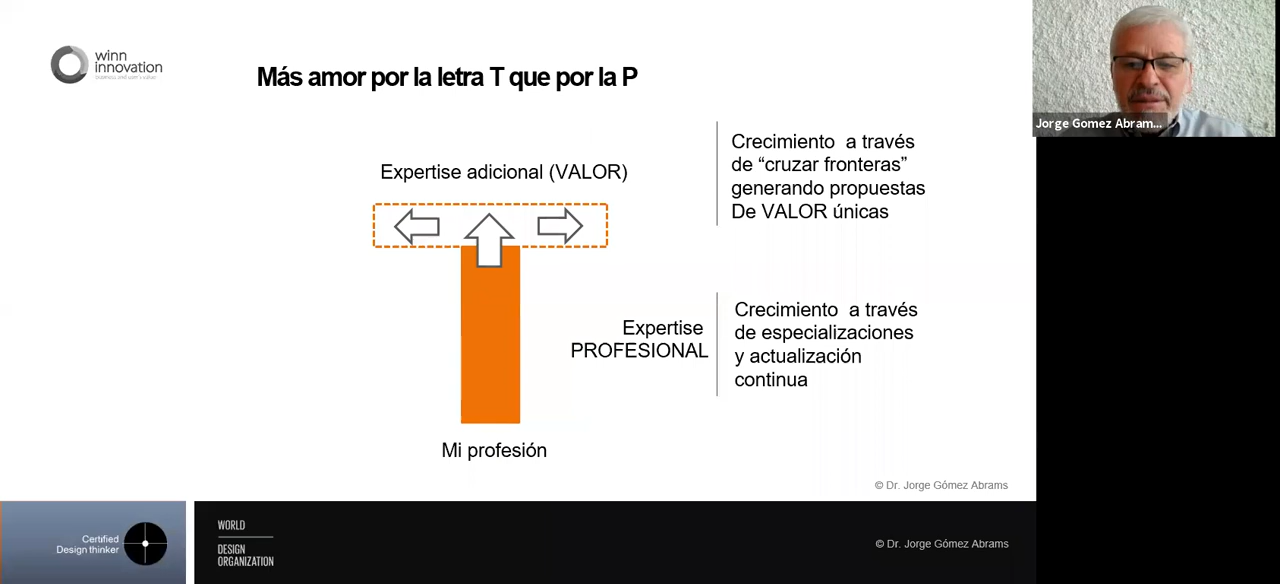 winn
innovation
Más amor por la letra T que por la P
Jorge Gomez Abram...
Expertise adicional (VALOR)
Crecimiento a través
de “cruzar fronteras”
generando propuestas
De VALOR únicas
Expertise
PROFESIONAL
Crecimiento a través
de especializaciones
y actualización
continua
Mi profesión
© Dr. Jorge Gómez Abrams
Certified
Design thinker
WORLD
DESIGN
ORGANIZATION
© Dr. Jorge Gómez Abrams